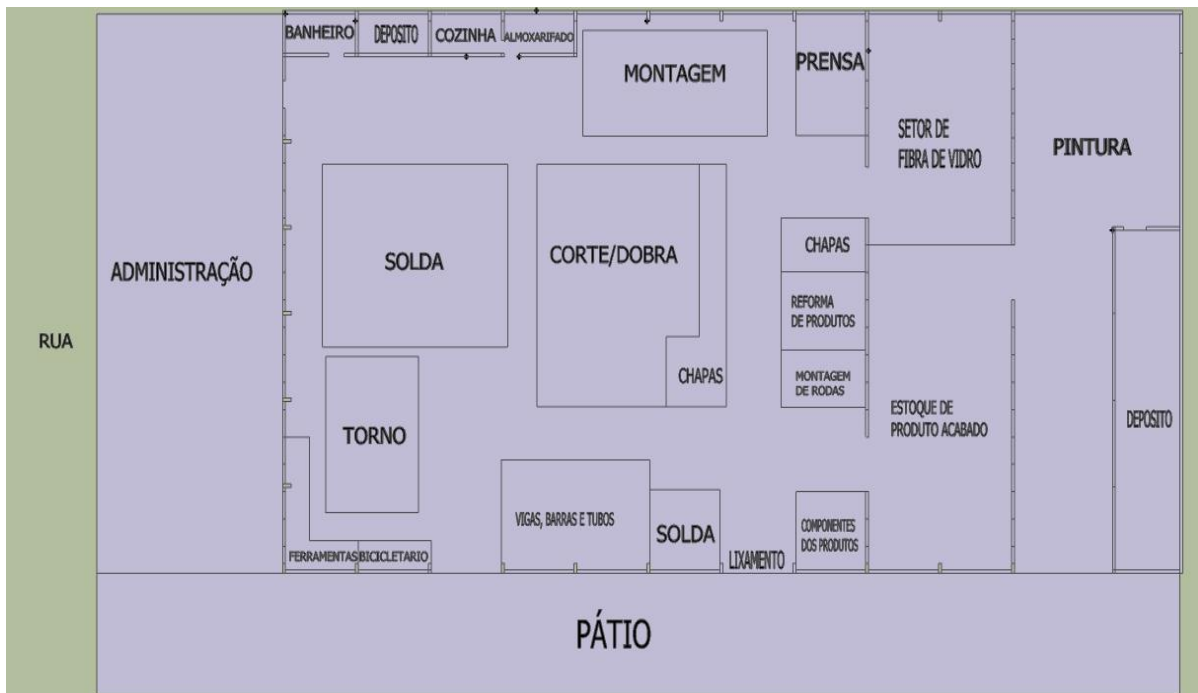 BANHEIRO
DEPOSITO
COZINHA
ALMOXARIFADO
MONTAGEM
PRENSA
SETOR DE
FIBRA DE VIDRO
PINTURA
SOLDA
CORTE/DOBRA
CHAPAS
ADMINISTRAÇÃO
REFORMA
DE PRODUTOS
RUA
CHAPAS
MONTAGEM
DE RODAS
ESTOQUE DE
PRODUTO ACABADO
DEPOSITO
TORNO
VIGAS, BARRAS E TUBOS
SOLDA
COMPONENTES
DOS PRODUTOS
FERRAMENTAS
BICICLETARIO
LIXAMENTO
PÁTIO